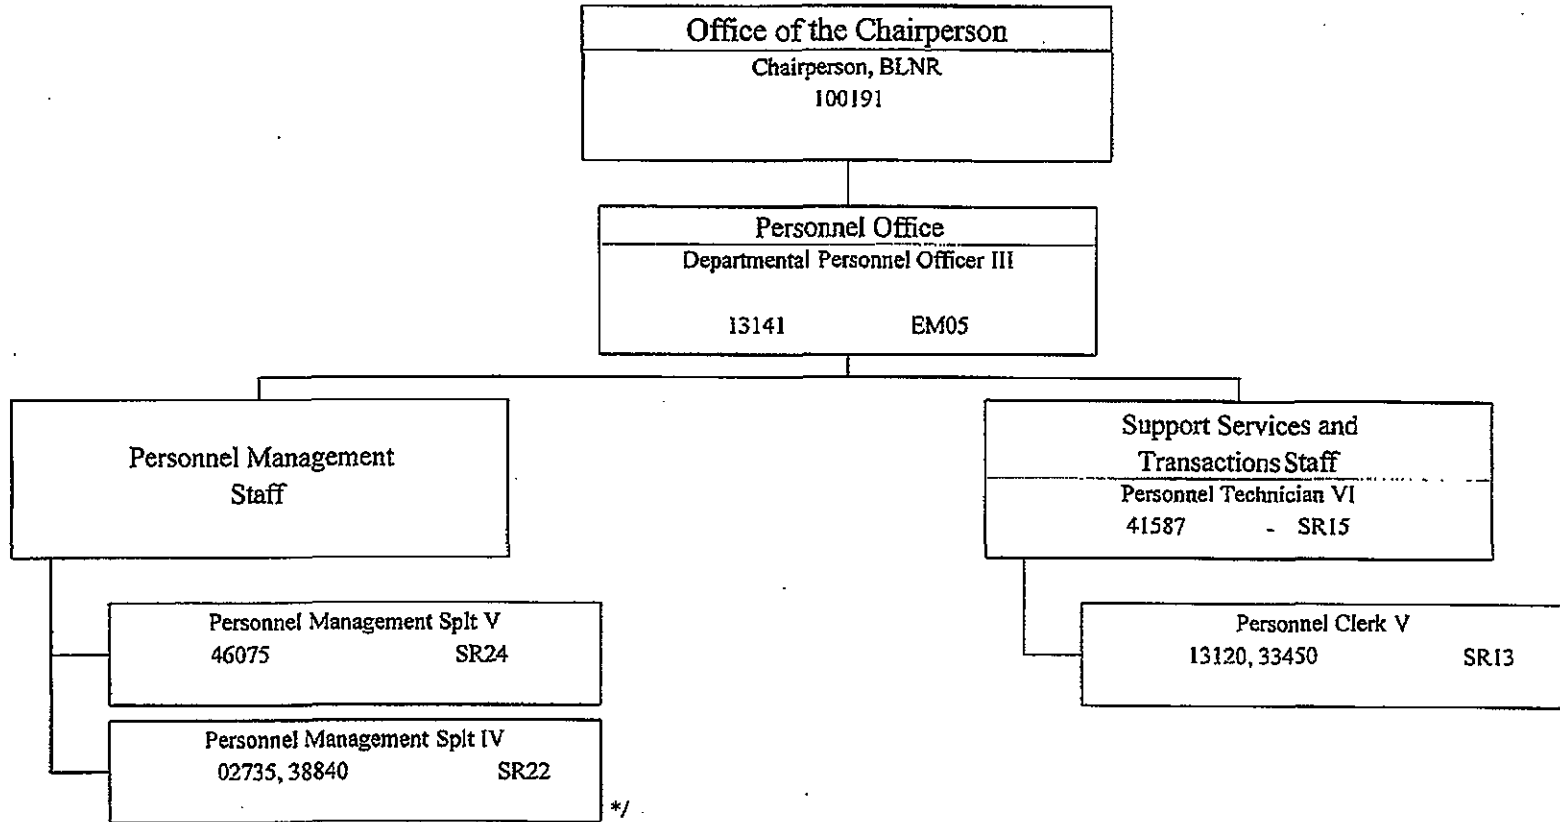 Office of the Chairperson
Chairperson, BLNR
100191
Personnel Office
Departmental Personnel Officer III
13141 EM05
Personnel Management
Staff
Support Services and
Transactions Staff
Personnel Technician VI
41587 - SR15
Personnel Management Splt V
46075 SR24
Personnel Management Splt IV
02735, 38840 SR22
*/
Personnel Clerk V
13120, 33450 SR13